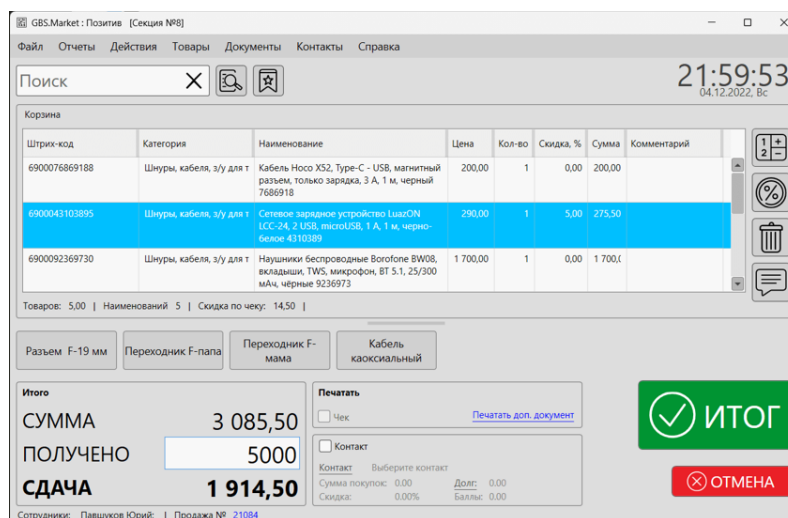 GBS.Market : Позитив [Секция №8]
Файл Отчеты Действия Товары Документы Контакты Справка
Поиск
21:59:53
04.12.2022, Вс
Корзина
Штрих-код Категория Наименование Цена Кол-во Скидка, % Сумма Комментарий
6900076869188 Шнуры, кабеля, з/у для т Кабель Hoco X52, Type-C - USB, магнитный 200,00 1 0,00 200,00
разъем, только зарядка, 3 А, 1 м, черный
7686918
6900043103895 Шнуры, кабеля, з/у для т Сетевое зарядное устройство LuazON 290,00 1 5,00 275,50
LCC-24, 2 USB, microUSB, 1 А, 1 м, черно-
белое 4310389
6900092369730 Шнуры, кабеля, з/у для т Наушники беспроводные Borofone BW08, 1 700,00 1 0,00 1 700,(
вкладыши, TWS, микрофон, BT 5.1, 25/300
мАч, чёрные 9236973
Товаров: 5,00 | Наименований 5 | Скидка по чеку: 14,50 |
Разъем F-19 мм
Переходник F-папа
Переходник F-
мама
Кабель
каоксиальный
Итого
СУММА 3 085,50
ПОЛУЧЕНО 5000
СДАЧА 1 914,50
Печатать
Чек Печатать доп. документ
Контакт
Контакт Выберите контакт
Сумма покупок: 0.00 Долг: 0.00
Скидка: 0.00% Баллы: 0.00
ИТОГ
ОТМЕНА
Сотрудники: Павшуков Юрий; | Продажа № 21084